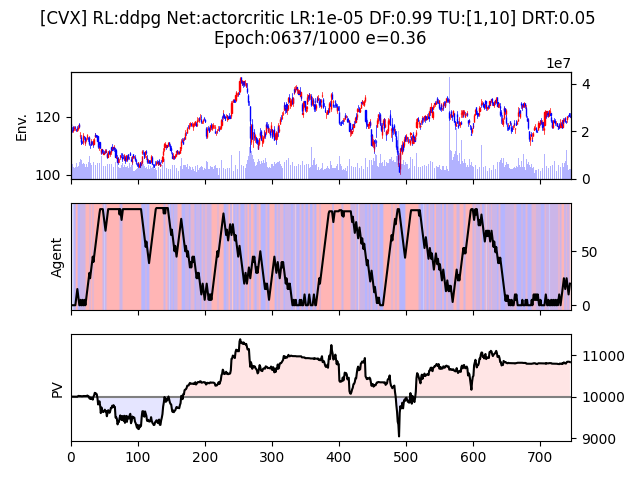 [CVX] RL:ddpg Net:actorcritic LR:1e-05 DF:0.99 TU:[1,10] DRT:0.05
Epoch:0637/1000 e=0.36
1e7
Env.
120
100
4
2
0
Agent
50
0
PV
11000
10000
9000
0 100 200 300 400 500 600 700